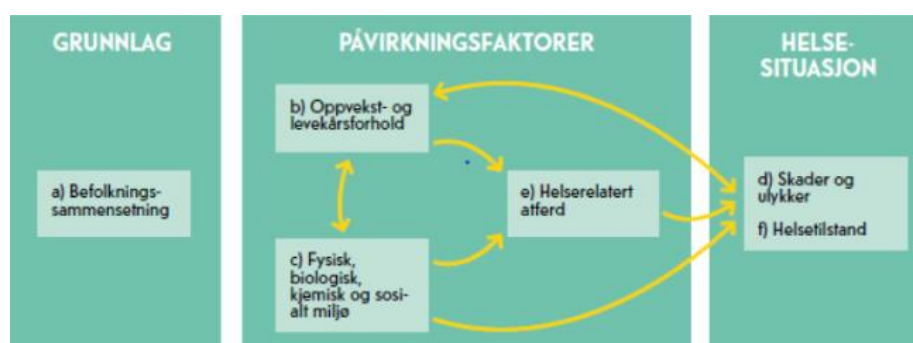 GRUNNLAG
a) Befolknings-
sammensetning
PÅVIRKNINGSFAKTORER
b) Oppvekst- og
levekårsforhold
e) Helserelatert
atferd
c) Fysisk,
biologisk,
kjemisk og sosi-
alt miljø
HELSE-
SITUASJON
d) Skader og
ulykker
f) Helsetilstand